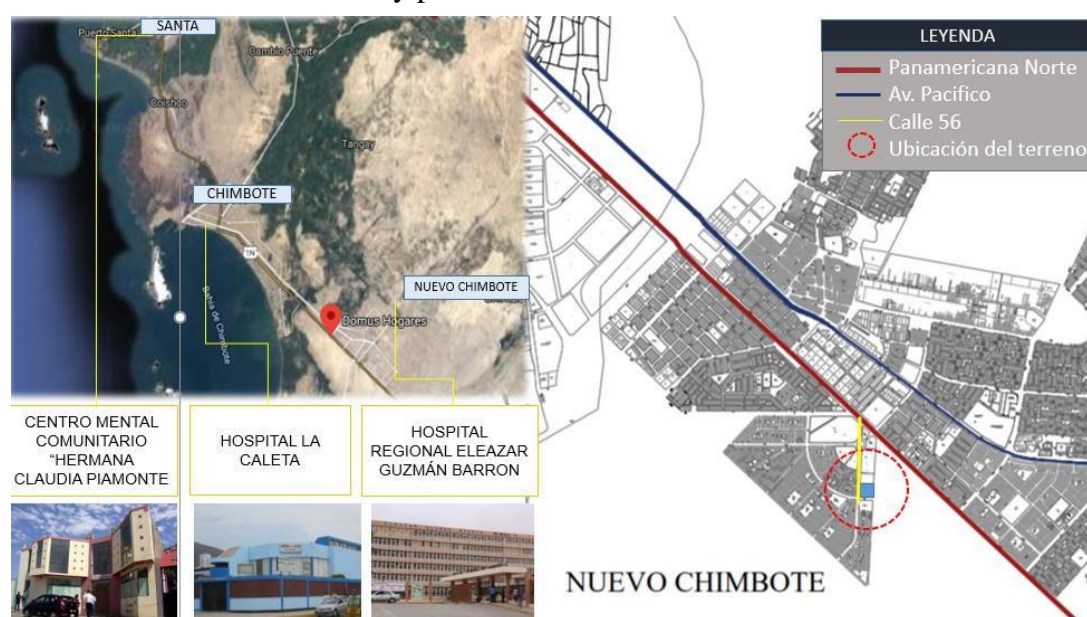 y p
SANTA
Puerto Santa
Cambio Puente
Coishco
Tangay
CHIMBOTE
1N
NUEVO CHIMBOTE
Bahía de Chimbote
Domus Hogares
CENTRO MENTAL
COMUNITARIO
"HERMANA
CLAUDIA PIAMONTE
HOSPITAL LA
CALETA
HOSPITAL
REGIONAL ELEAZAR
GUZMÁN BARRON
LEYENDA
Panamericana Norte
Av. Pacifico
Calle 56
Ubicación del terreno
NUEVO CHIMBOTE